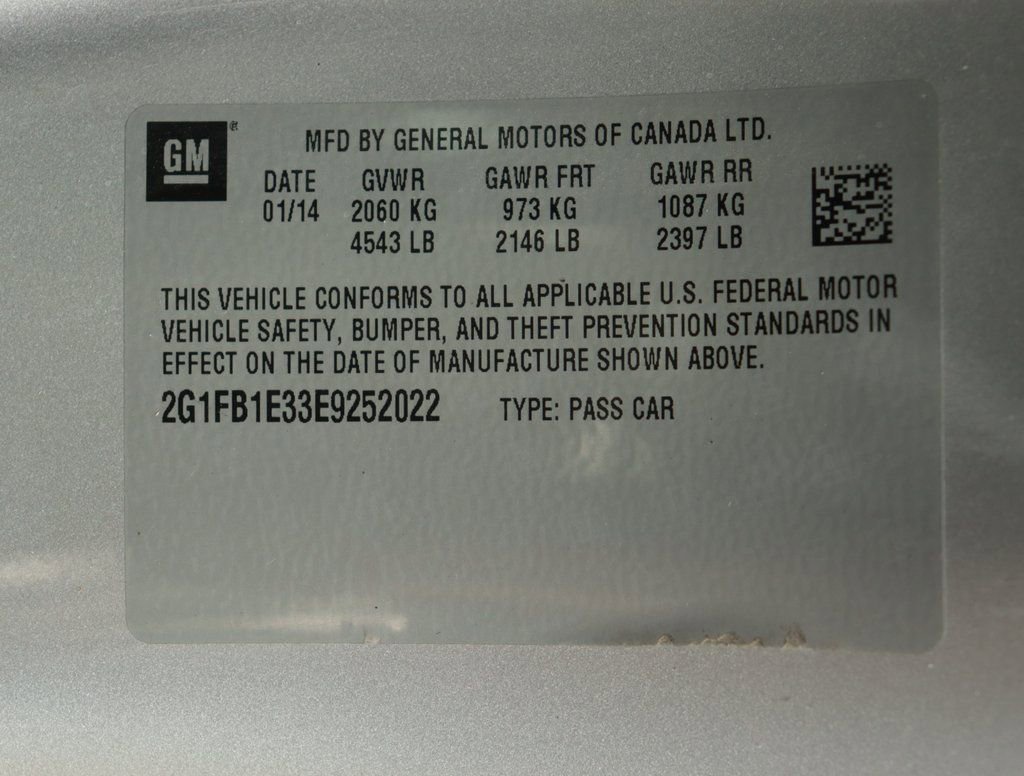 GM®
MFD BY GENERAL MOTORS OF CANADA LTD.
DATE GVWR GAWR FRT GAWR RR
01/14 2060 KG 973 KG 1087 KG
4543 LB 2146 LB 2397 LB
THIS VEHICLE CONFORMS TO ALL APPLICABLE U.S. FEDERAL MOTOR
VEHICLE SAFETY, BUMPER, AND THEFT PREVENTION STANDARDS IN
EFFECT ON THE DATE OF MANUFACTURE SHOWN ABOVE.
2G1FB1E33E9252022 TYPE: PASS CAR